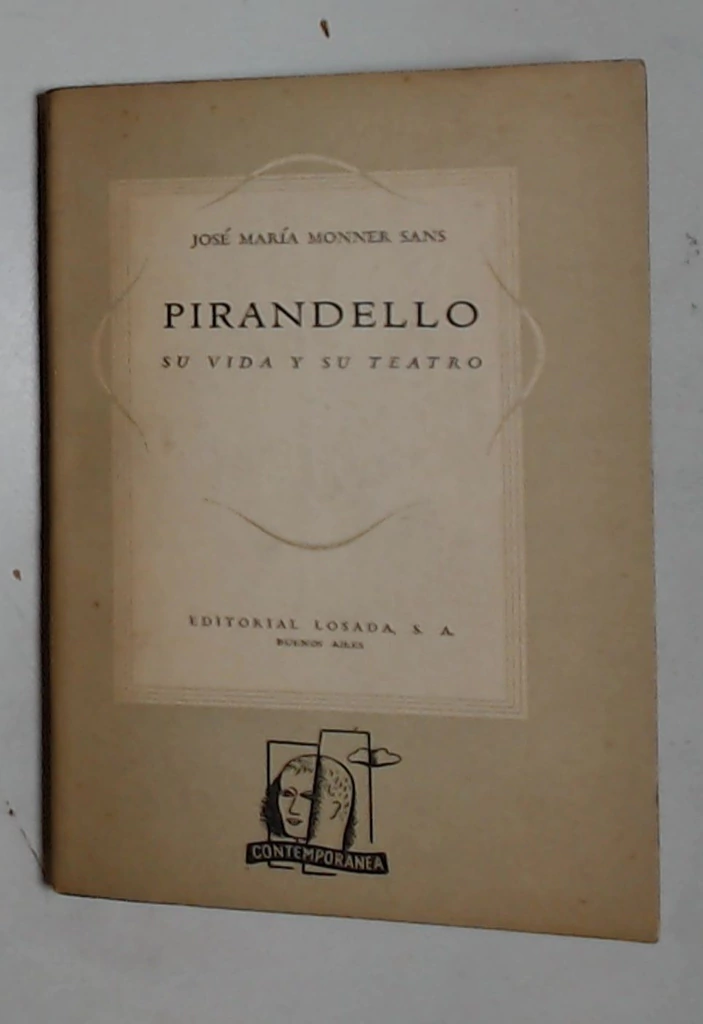 JOSÉ MARÍA MONNER SANS
PIRANDELLO
SU VIDA Y SU TEATRO
EDITORIAL LOSADA, S. A.
BUENOS AIRES
CONTEMPORANEA